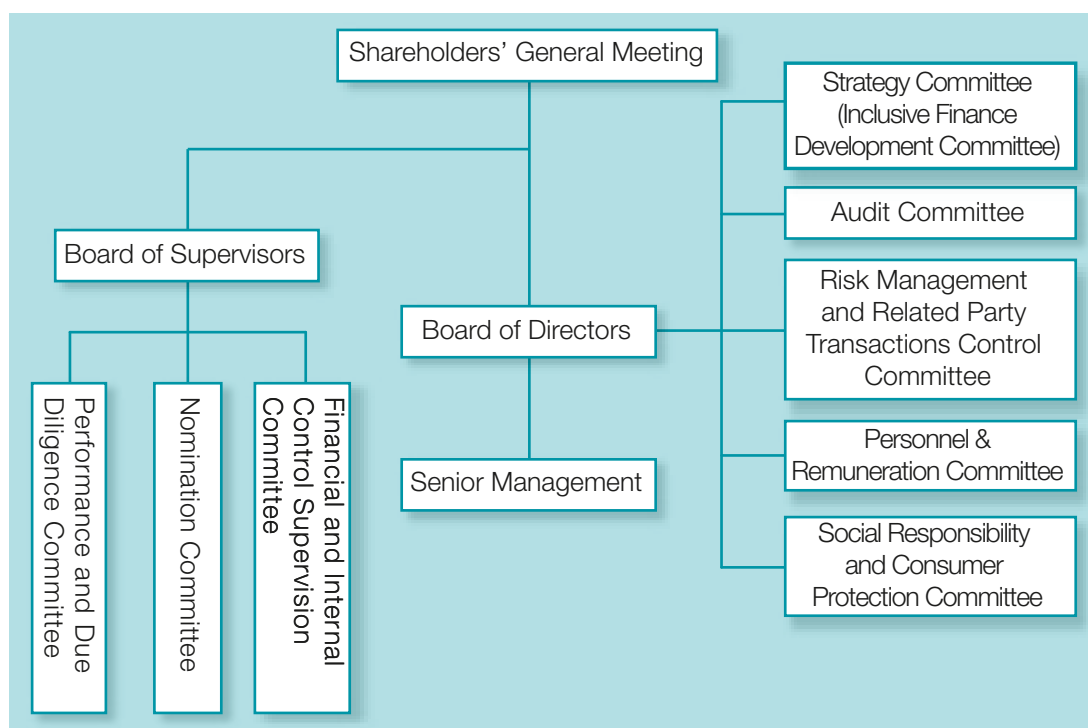 Shareholders’ General Meeting
Strategy Committee
(Inclusive Finance
Development Committee)
Audit Committee
Board of Supervisors
Risk Management
and Related Party
Transactions Control
Committee
Board of Directors
Performance and Due
Diligence Committee
Nomination Committee
Financial and Internal
Control Supervision
Committee
Personnel &
Remuneration Committee
Senior Management
Social Responsibility
and Consumer
Protection Committee